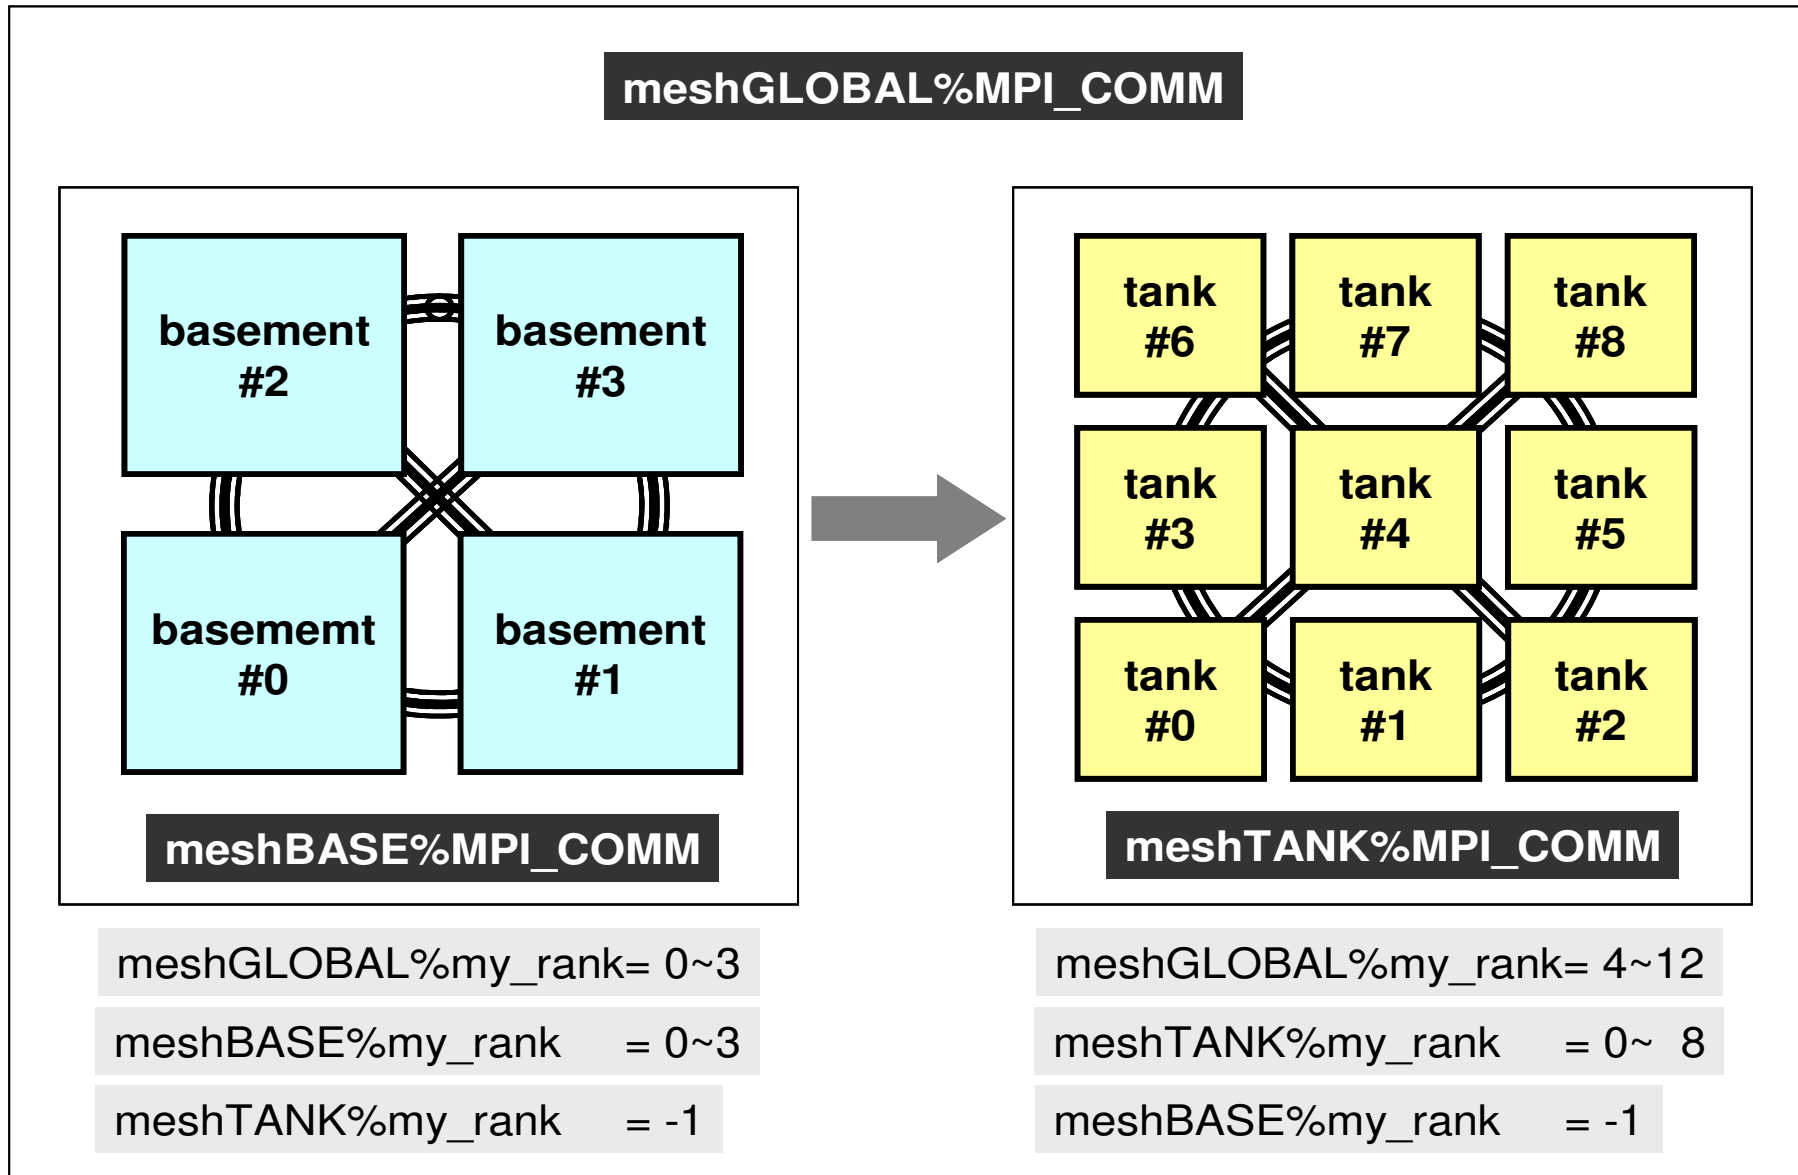 meshGLOBAL%MPI_COMM
basement
#2
basement
#3
basememt
#0
basement
#1
meshBASE%MPI_COMM
meshGLOBAL%my_rank= 0~3
meshBASE%my_rank = 0~3
meshTANK%my_rank = -1
tank
#6
tank
#7
tank
#8
tank
#3
tank
#4
tank
#5
tank
#0
tank
#1
tank
#2
meshTANK%MPI_COMM
meshGLOBAL%my_rank= 4~12
meshTANK%my_rank = 0~ 8
meshBASE%my_rank = -1